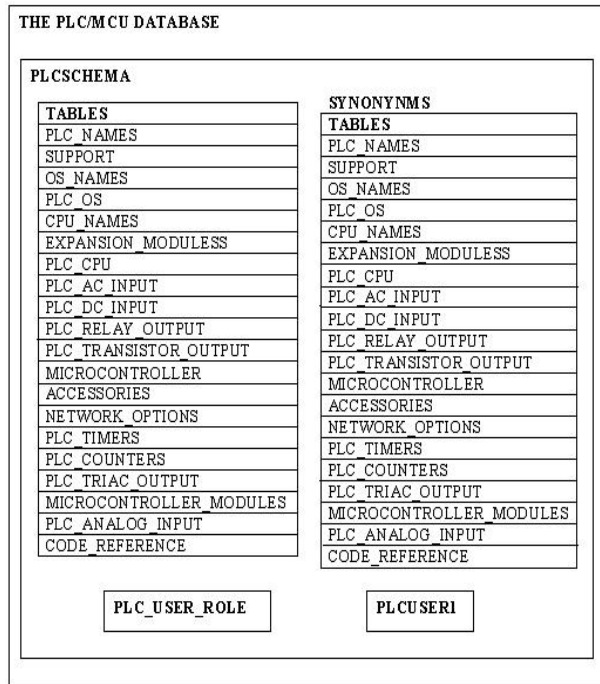 THE PLC/MCU DATABASE
PLCSCHEMA
TABLES
PLC_NAMES
SUPPORT
OS_NAMES
PLC_OS
CPU_NAMES
EXPANSION_MODULESS
PLC_CPU
PLC_AC_INPUT
PLC_DC_INPUT
PLC_RELAY_OUTPUT
PLC_TRANSISTOR_OUTPUT
MICROCONTROLLER
ACCESSORIES
NETWORK_OPTIONS
PLC_TIMERS
PLC_COUNTERS
PLC_TRIAC_OUTPUT
MICROCONTROLLER_MODULES
PLC_ANALOG_INPUT
CODE_REFERENCE
SYNONYNMS
TABLES
PLC_NAMES
SUPPORT
OS_NAMES
PLC_OS
CPU_NAMES
EXPANSION_MODULESS
PLC_CPU
PLC_AC_INPUT
PLC_DC_INPUT
PLC_RELAY_OUTPUT
PLC_TRANSISTOR_OUTPUT
MICROCONTROLLER
ACCESSORIES
NETWORK_OPTIONS
PLC_TIMERS
PLC_COUNTERS
PLC_TRIAC_OUTPUT
MICROCONTROLLER_MODULES
PLC_ANALOG_INPUT
CODE_REFERENCE
PLC_USER_ROLE
PLCUSER1